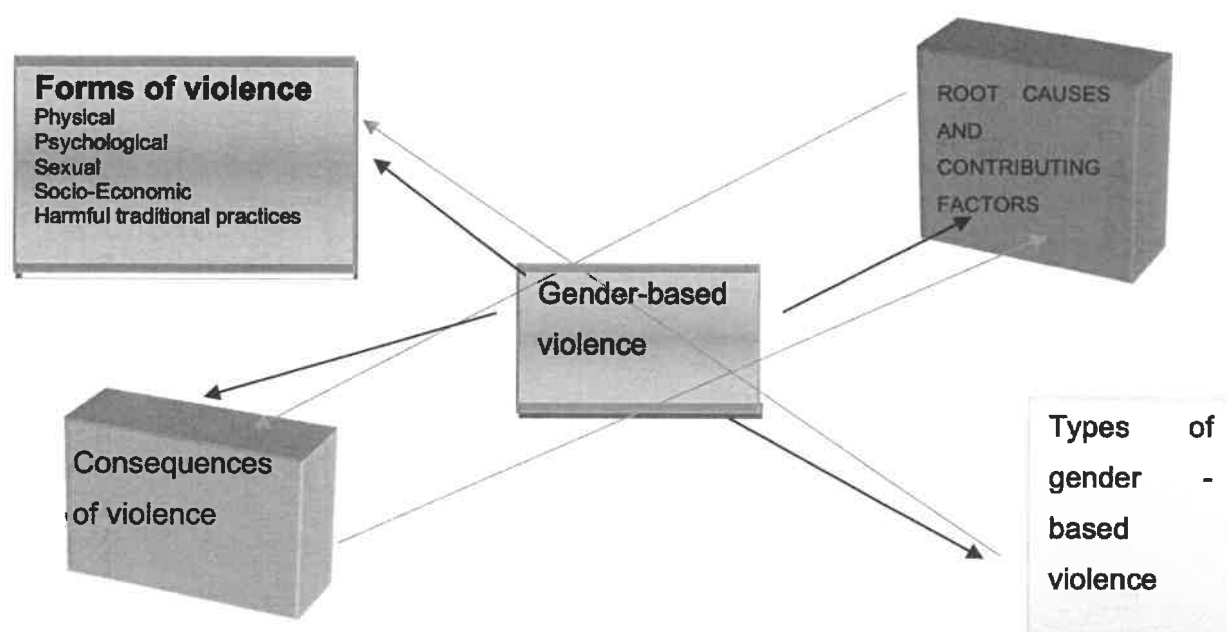 Forms of violence
Physical
Psychological
Sexual
Socio-Economic
Harmful traditional practices
ROOT CAUSES
AND
CONTRIBUTING
FACTORS
Gender-based
violence
Consequences
of violence
Types of
gender -
based
violence